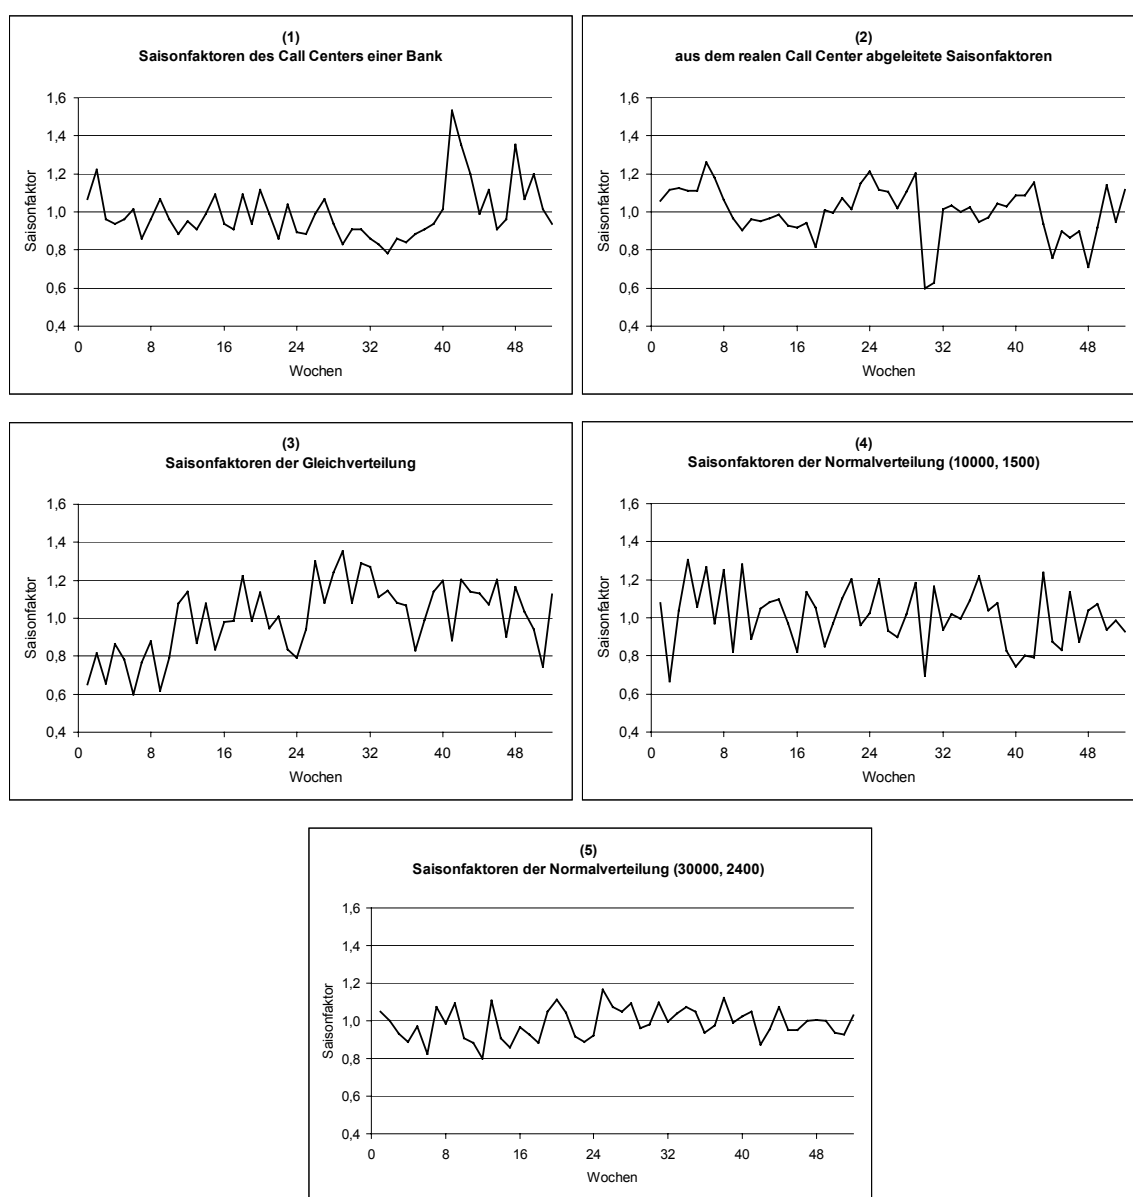 (1)
Saisonfaktoren des Call Centers einer Bank
1,6
1,4
1,2
1,0
0,8
0,6
0,4
Saisonfaktor
0 8 16 24 32 40 48
Wochen
(2)
aus dem realen Call Center abgeleitete Saisonfaktoren
1,6
1,4
1,2
1,0
0,8
0,6
0,4
Saisonfaktor
0 8 16 24 32 40 48
Wochen
(3)
Saisonfaktoren der Gleichverteilung
1,6
1,4
1,2
1,0
0,8
0,6
0,4
Saisonfaktor
0 8 16 24 32 40 48
Wochen
(4)
Saisonfaktoren der Normalverteilung (10000, 1500)
1,6
1,4
1,2
1,0
0,8
0,6
0,4
Saisonfaktor
0 8 16 24 32 40 48
Wochen
(5)
Saisonfaktoren der Normalverteilung (30000, 2400)
1,6
1,4
1,2
1,0
0,8
0,6
0,4
Saisonfaktor
0 8 16 24 32 40 48
Wochen